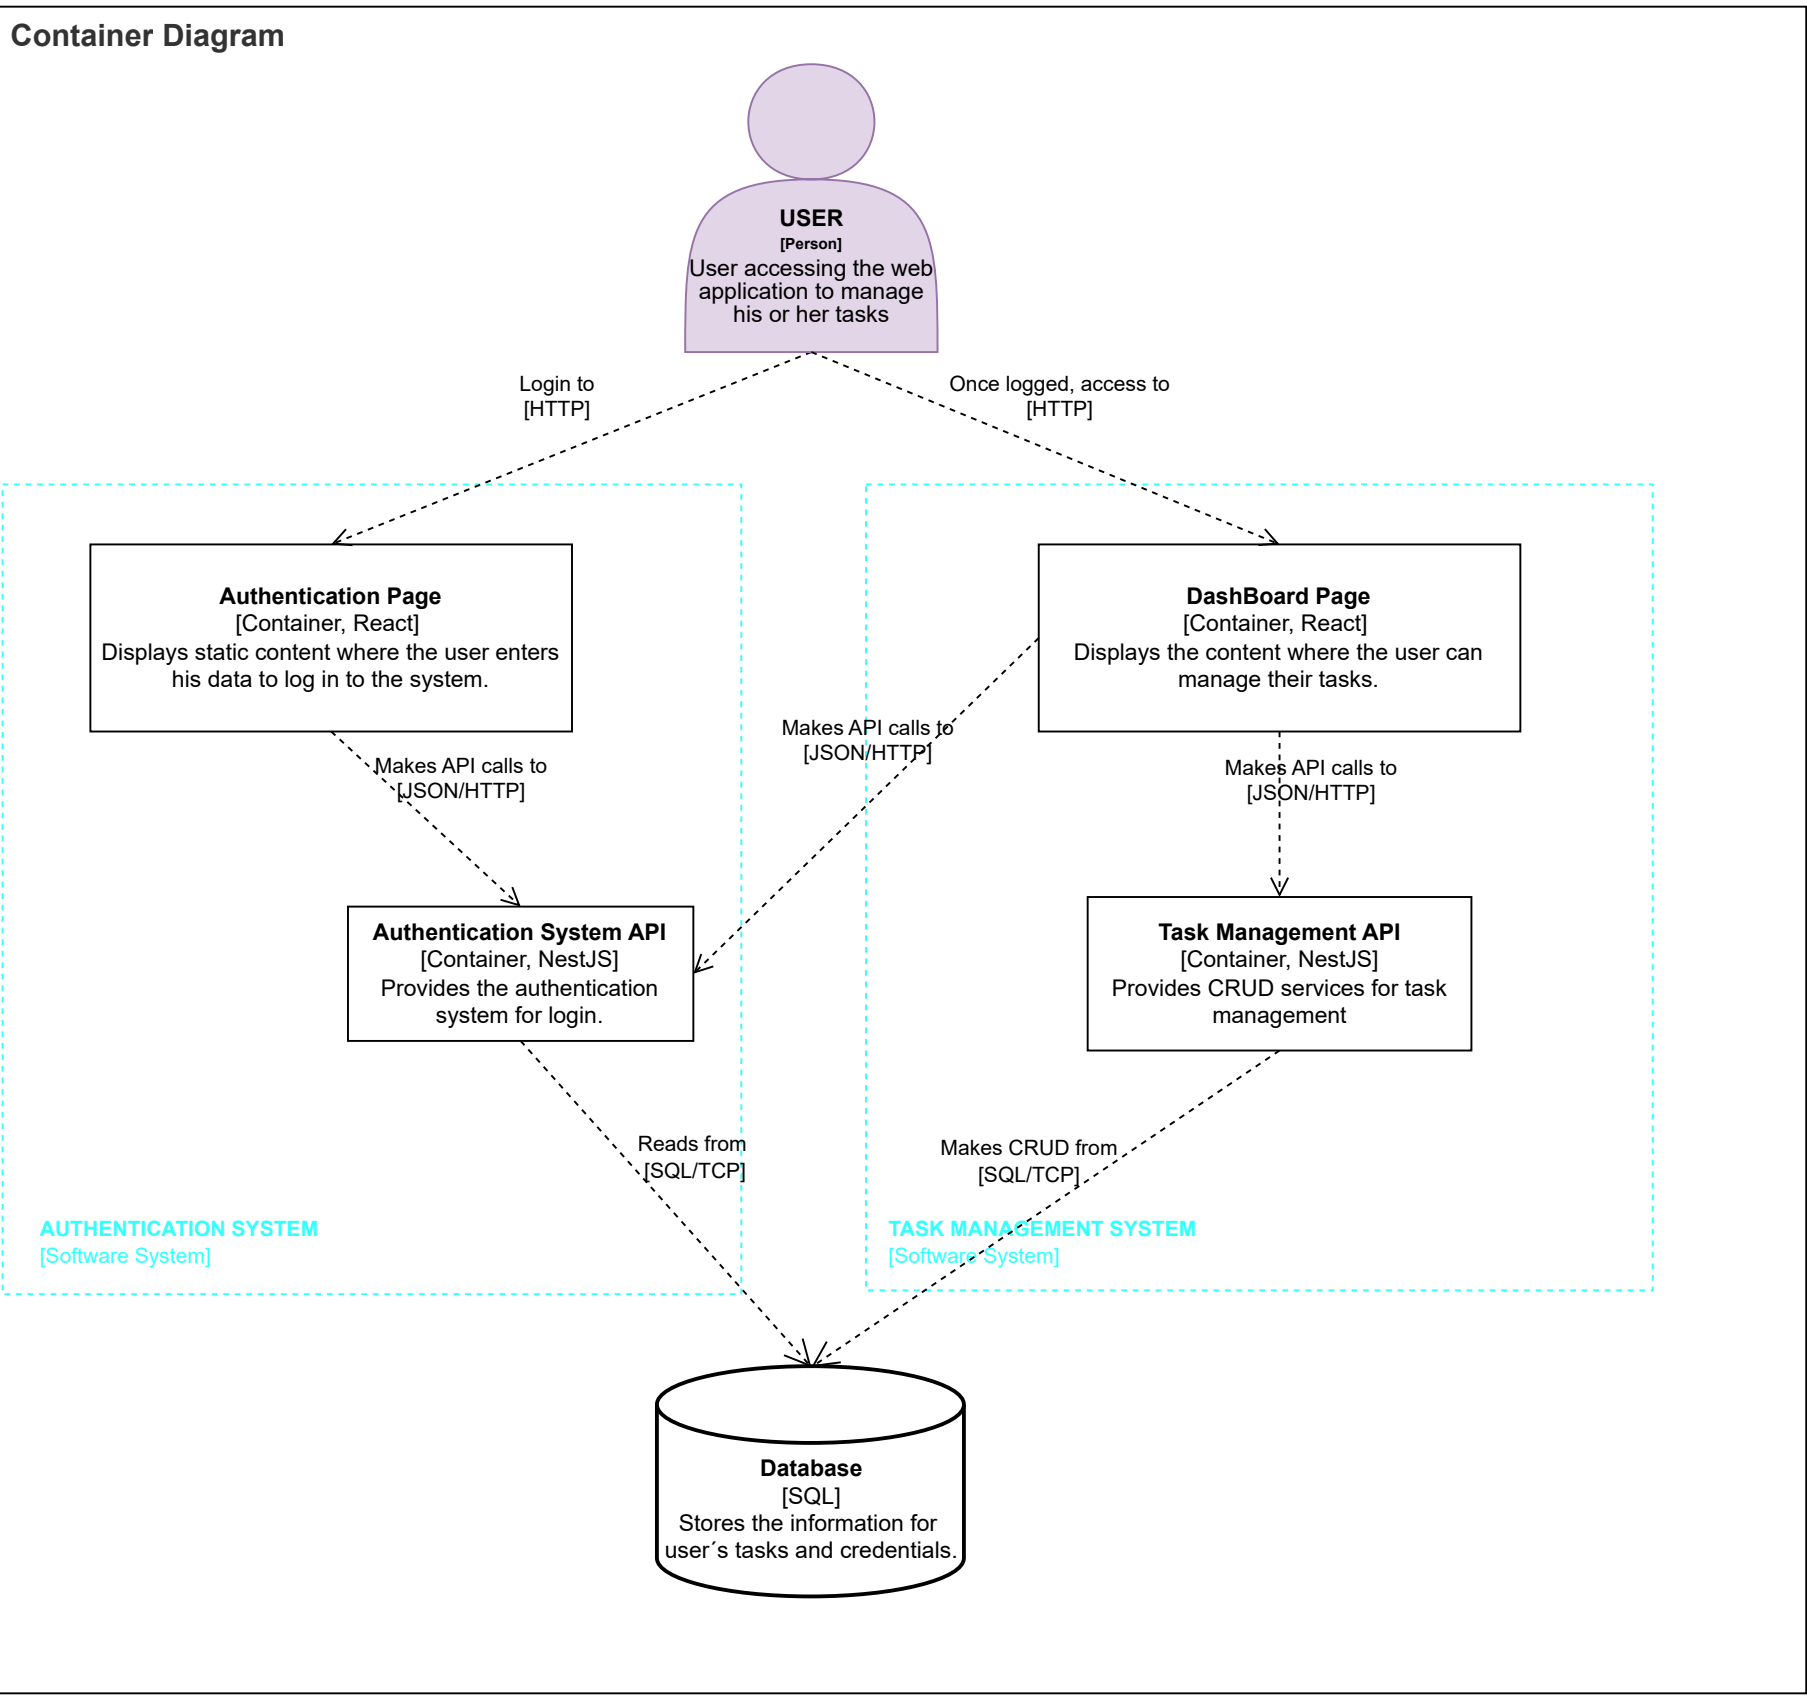 Container Diagram
USER
[Person]
User accessing the web
application to manage
his or her tasks
Login to
[HTTP]
Once logged, access to
[HTTP]
Authentication Page
[Container, React]
Displays static content where the user enters
his data to log in to the system.
DashBoard Page
[Container, React]
Displays the content where the user can
manage their tasks.
Makes API calls to
[JSON/HTTP]
Makes API calls to
[JSON/HTTP]
Makes API calls to
[JSON/HTTP]
Authentication System API
[Container, NestJS]
Provides the authentication
system for login.
Task Management API
[Container, NestJS]
Provides CRUD services for task
management
Reads from
[SQL/TCP]
Makes CRUD from
[SQL/TCP]
AUTHENTICATION SYSTEM
[Software System]
TASK MANAGEMENT SYSTEM
[Software System]
Database
[SQL]
Stores the information for
user´s tasks and credentials.